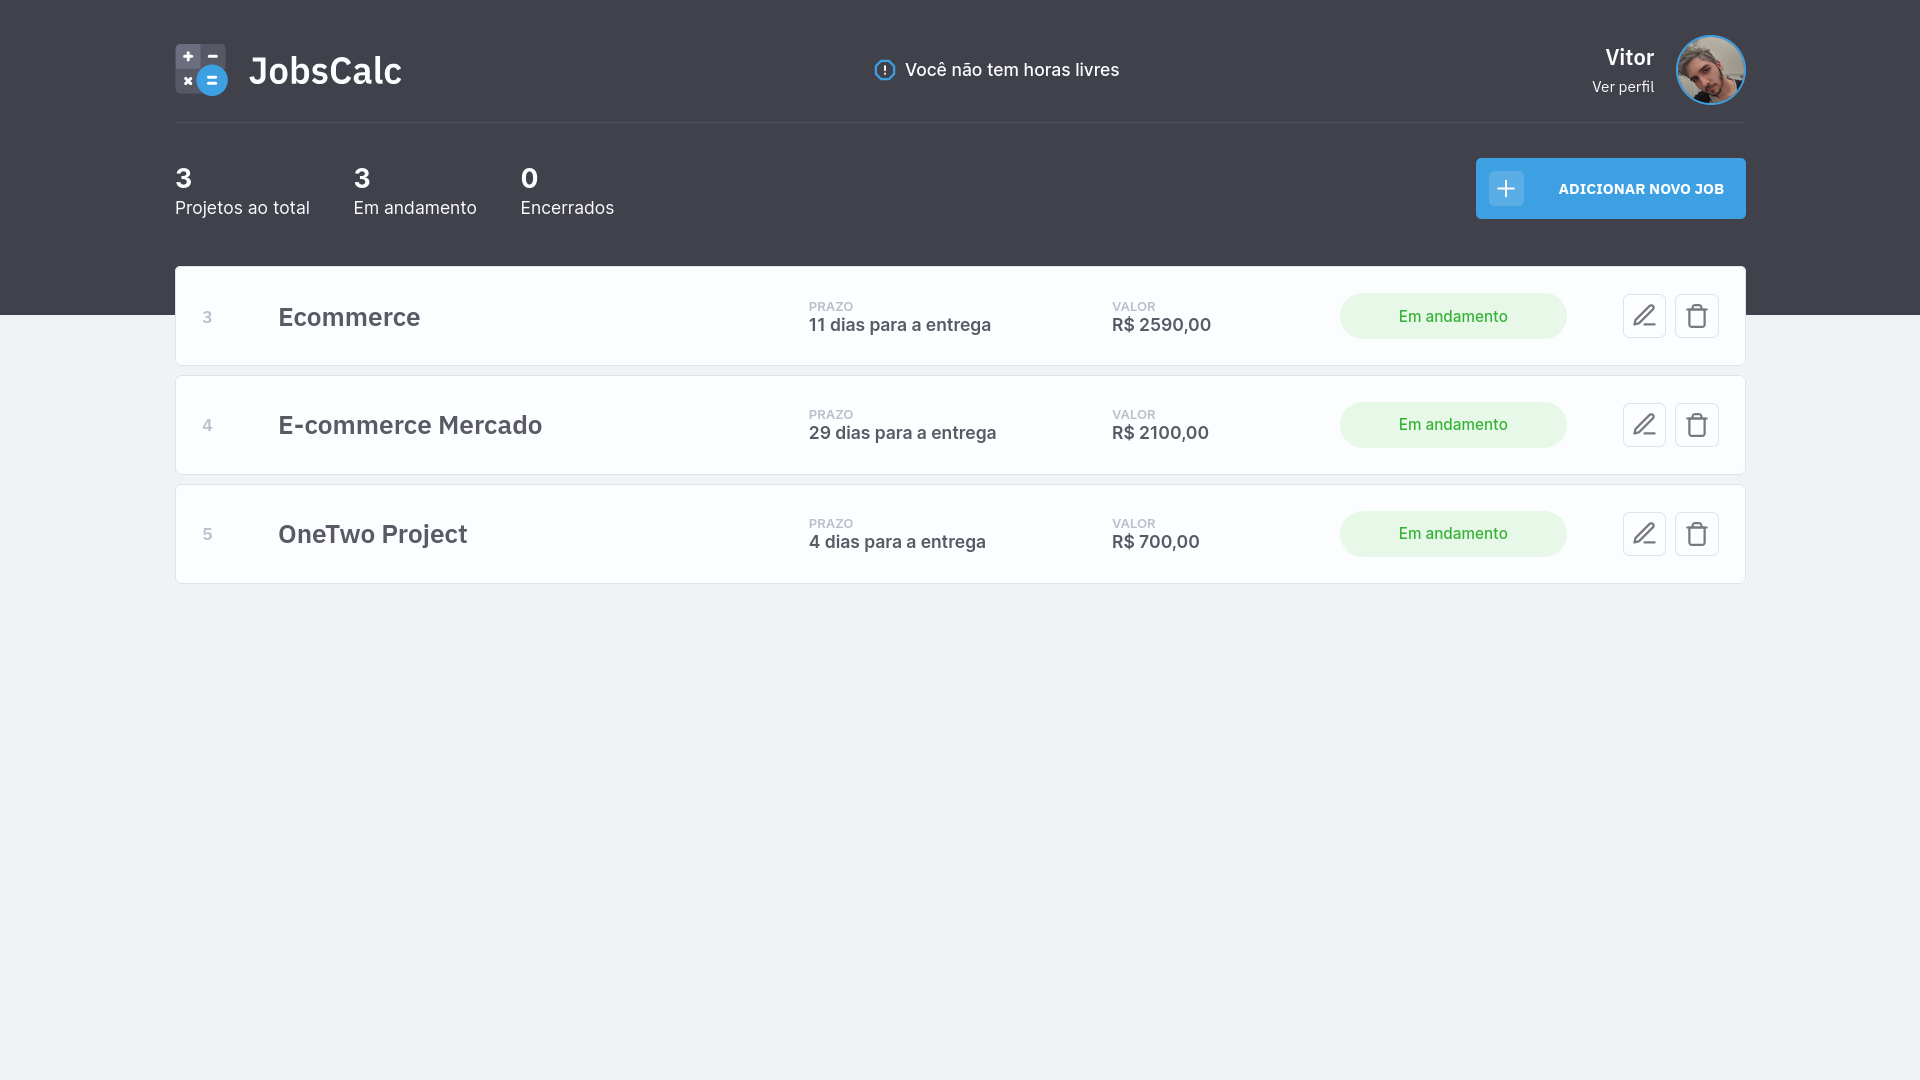 JobsCalc
Você não tem horas livres
Vitor
Ver perfil
3
Projetos ao total
3
Em andamento
0
Encerrados
ADICIONAR NOVO JOB
3
Ecommerce
PRAZO
11 dias para a entrega
VALOR
R$ 2590,00
Em andamento
4
E-commerce Mercado
PRAZO
29 dias para a entrega
VALOR
R$ 2100,00
Em andamento
5
OneTwo Project
PRAZO
4 dias para a entrega
VALOR
R$ 700,00
Em andamento